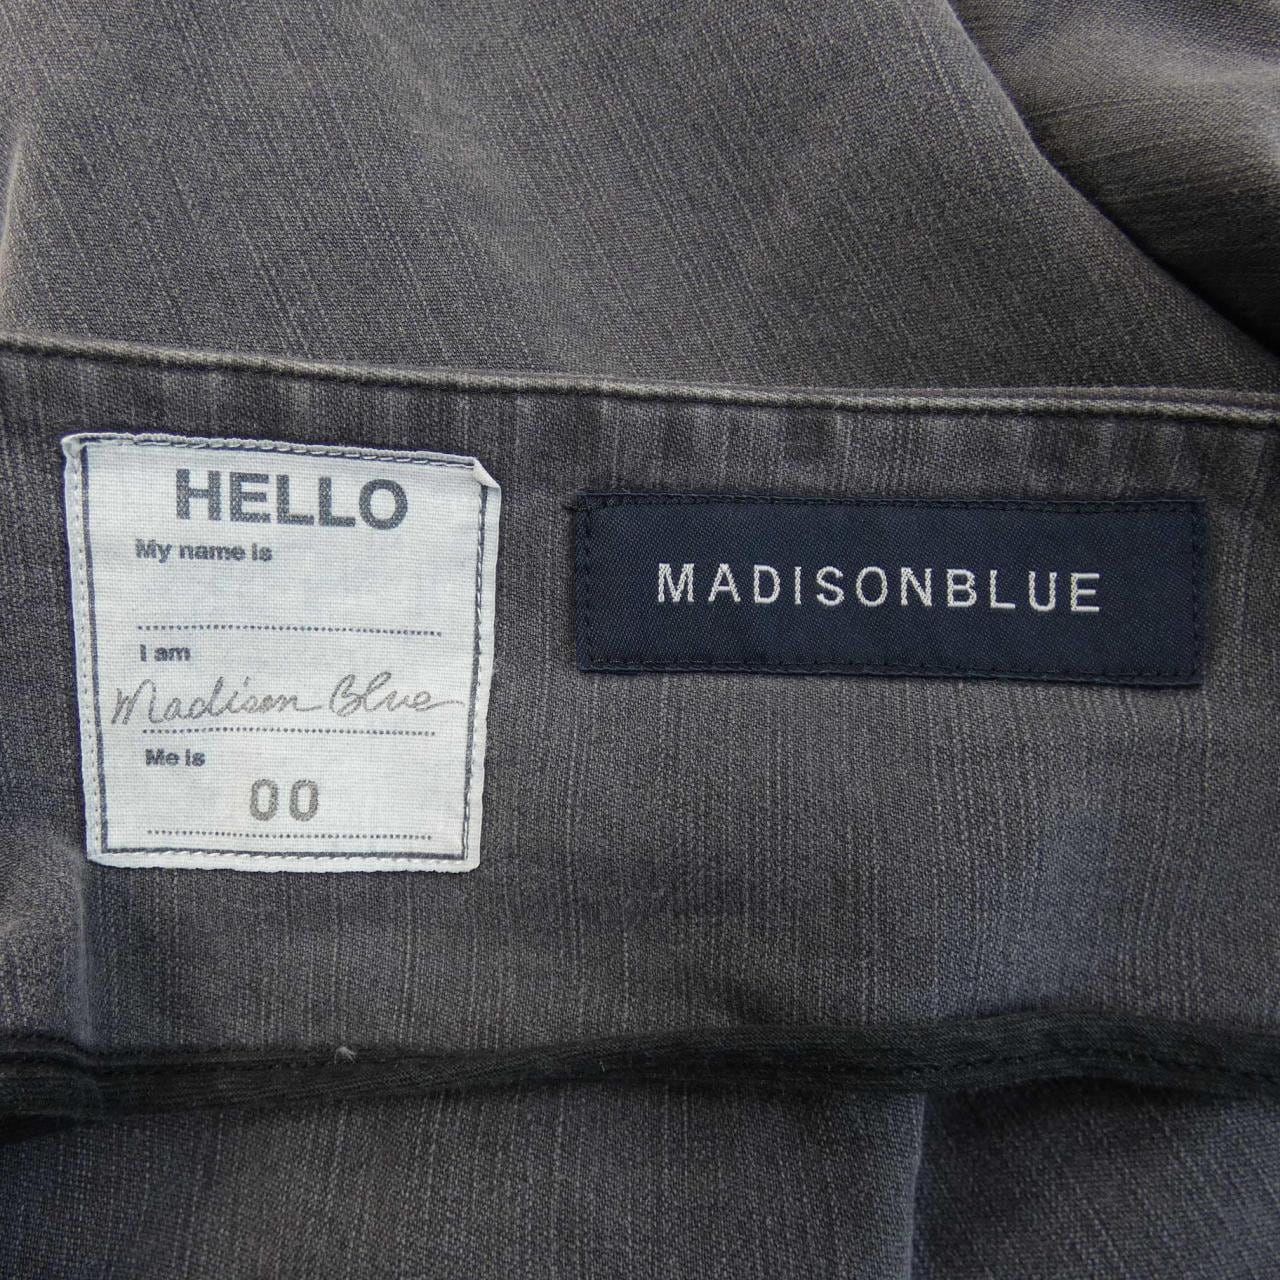 HELLO
My name is
I am
Madison Blue
Me is
00
MADISONBLUE